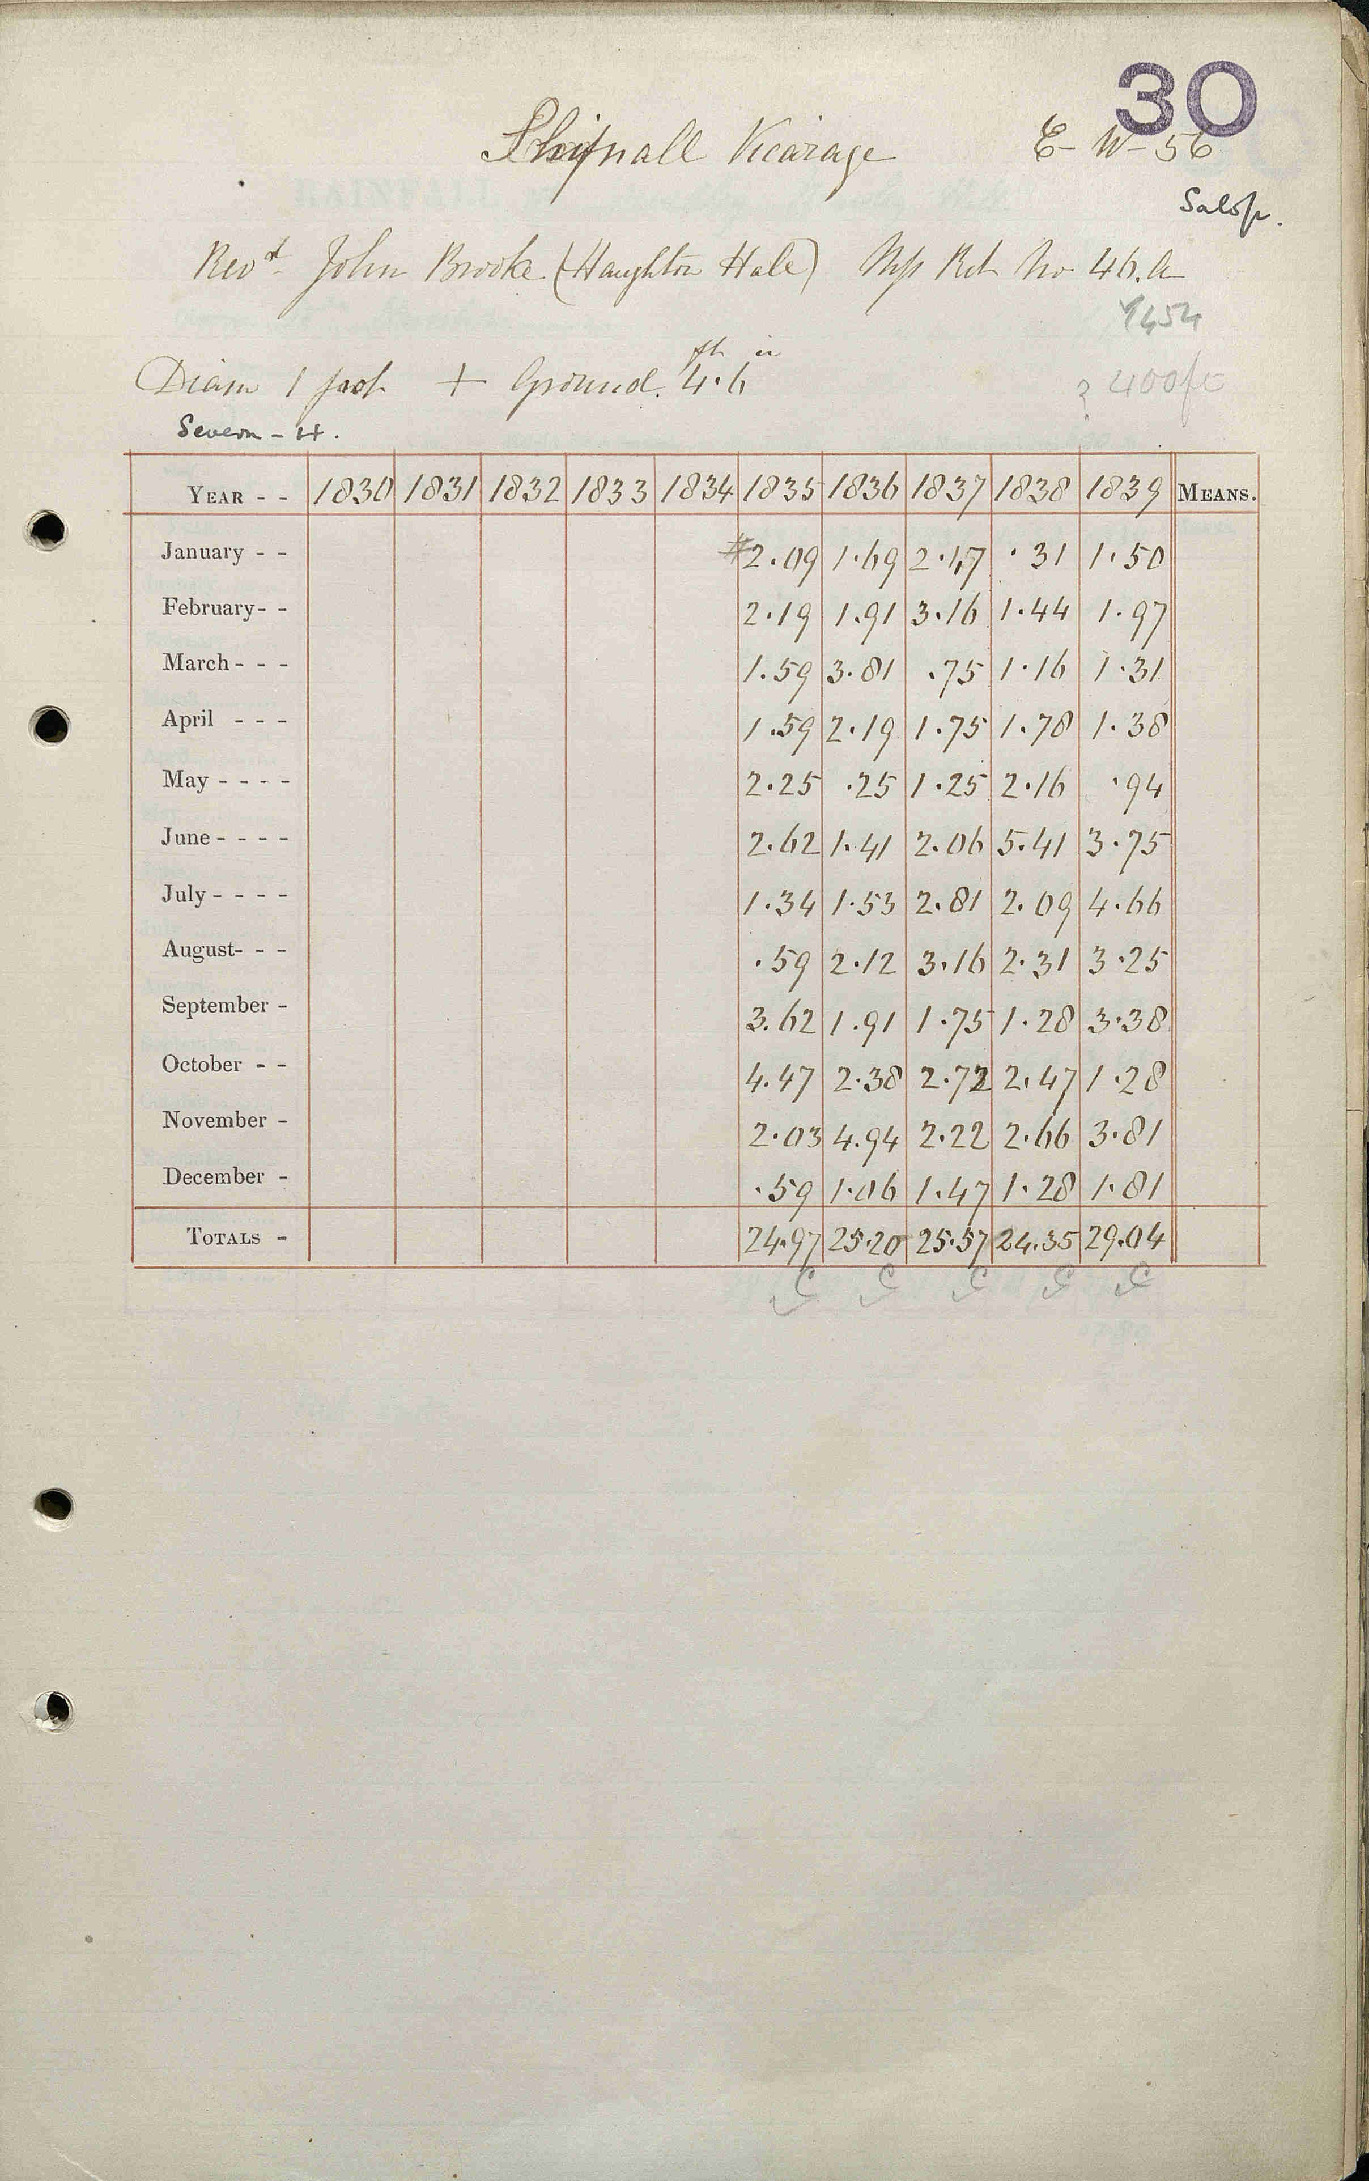 30
Shifnall Vicarage E-W-56
Salop.
Revd. John Brooke (Haughton Hale) Mss Ret No 46.A
1454
Diam 1 foot + Ground. 4 ft. 6 in
? 400ft
Severn - H.
YEAR - - 1830 1831 1832 1833 1834 1835 1836 1837 1838 1839 MEANS.
January - - #2.09 1.69 2.47 .31 1.50
February- - 2.19 1.91 3.16 1.44 1.97
March - - - 1.59 3.81 .75 1.16 1.31
April - - - 1.59 2.19 1.75 1.78 1.38
May - - - - 2.25 .25 1.25 2.16 .94
June - - - - 2.62 1.41 2.06 5.41 3.75
July - - - - 1.34 1.53 2.81 2.09 4.66
August- - - .59 2.12 3.16 2.31 3.25
September - 3.62 1.91 1.75 1.28 3.38
October - - 4.47 2.38 2.72 2.47 1.28
November - 2.03 4.94 2.22 2.66 3.81
December - .59 1.06 1.47 1.28 1.81
TOTALS - 24.97 25.20 25.57 24.35 29.04